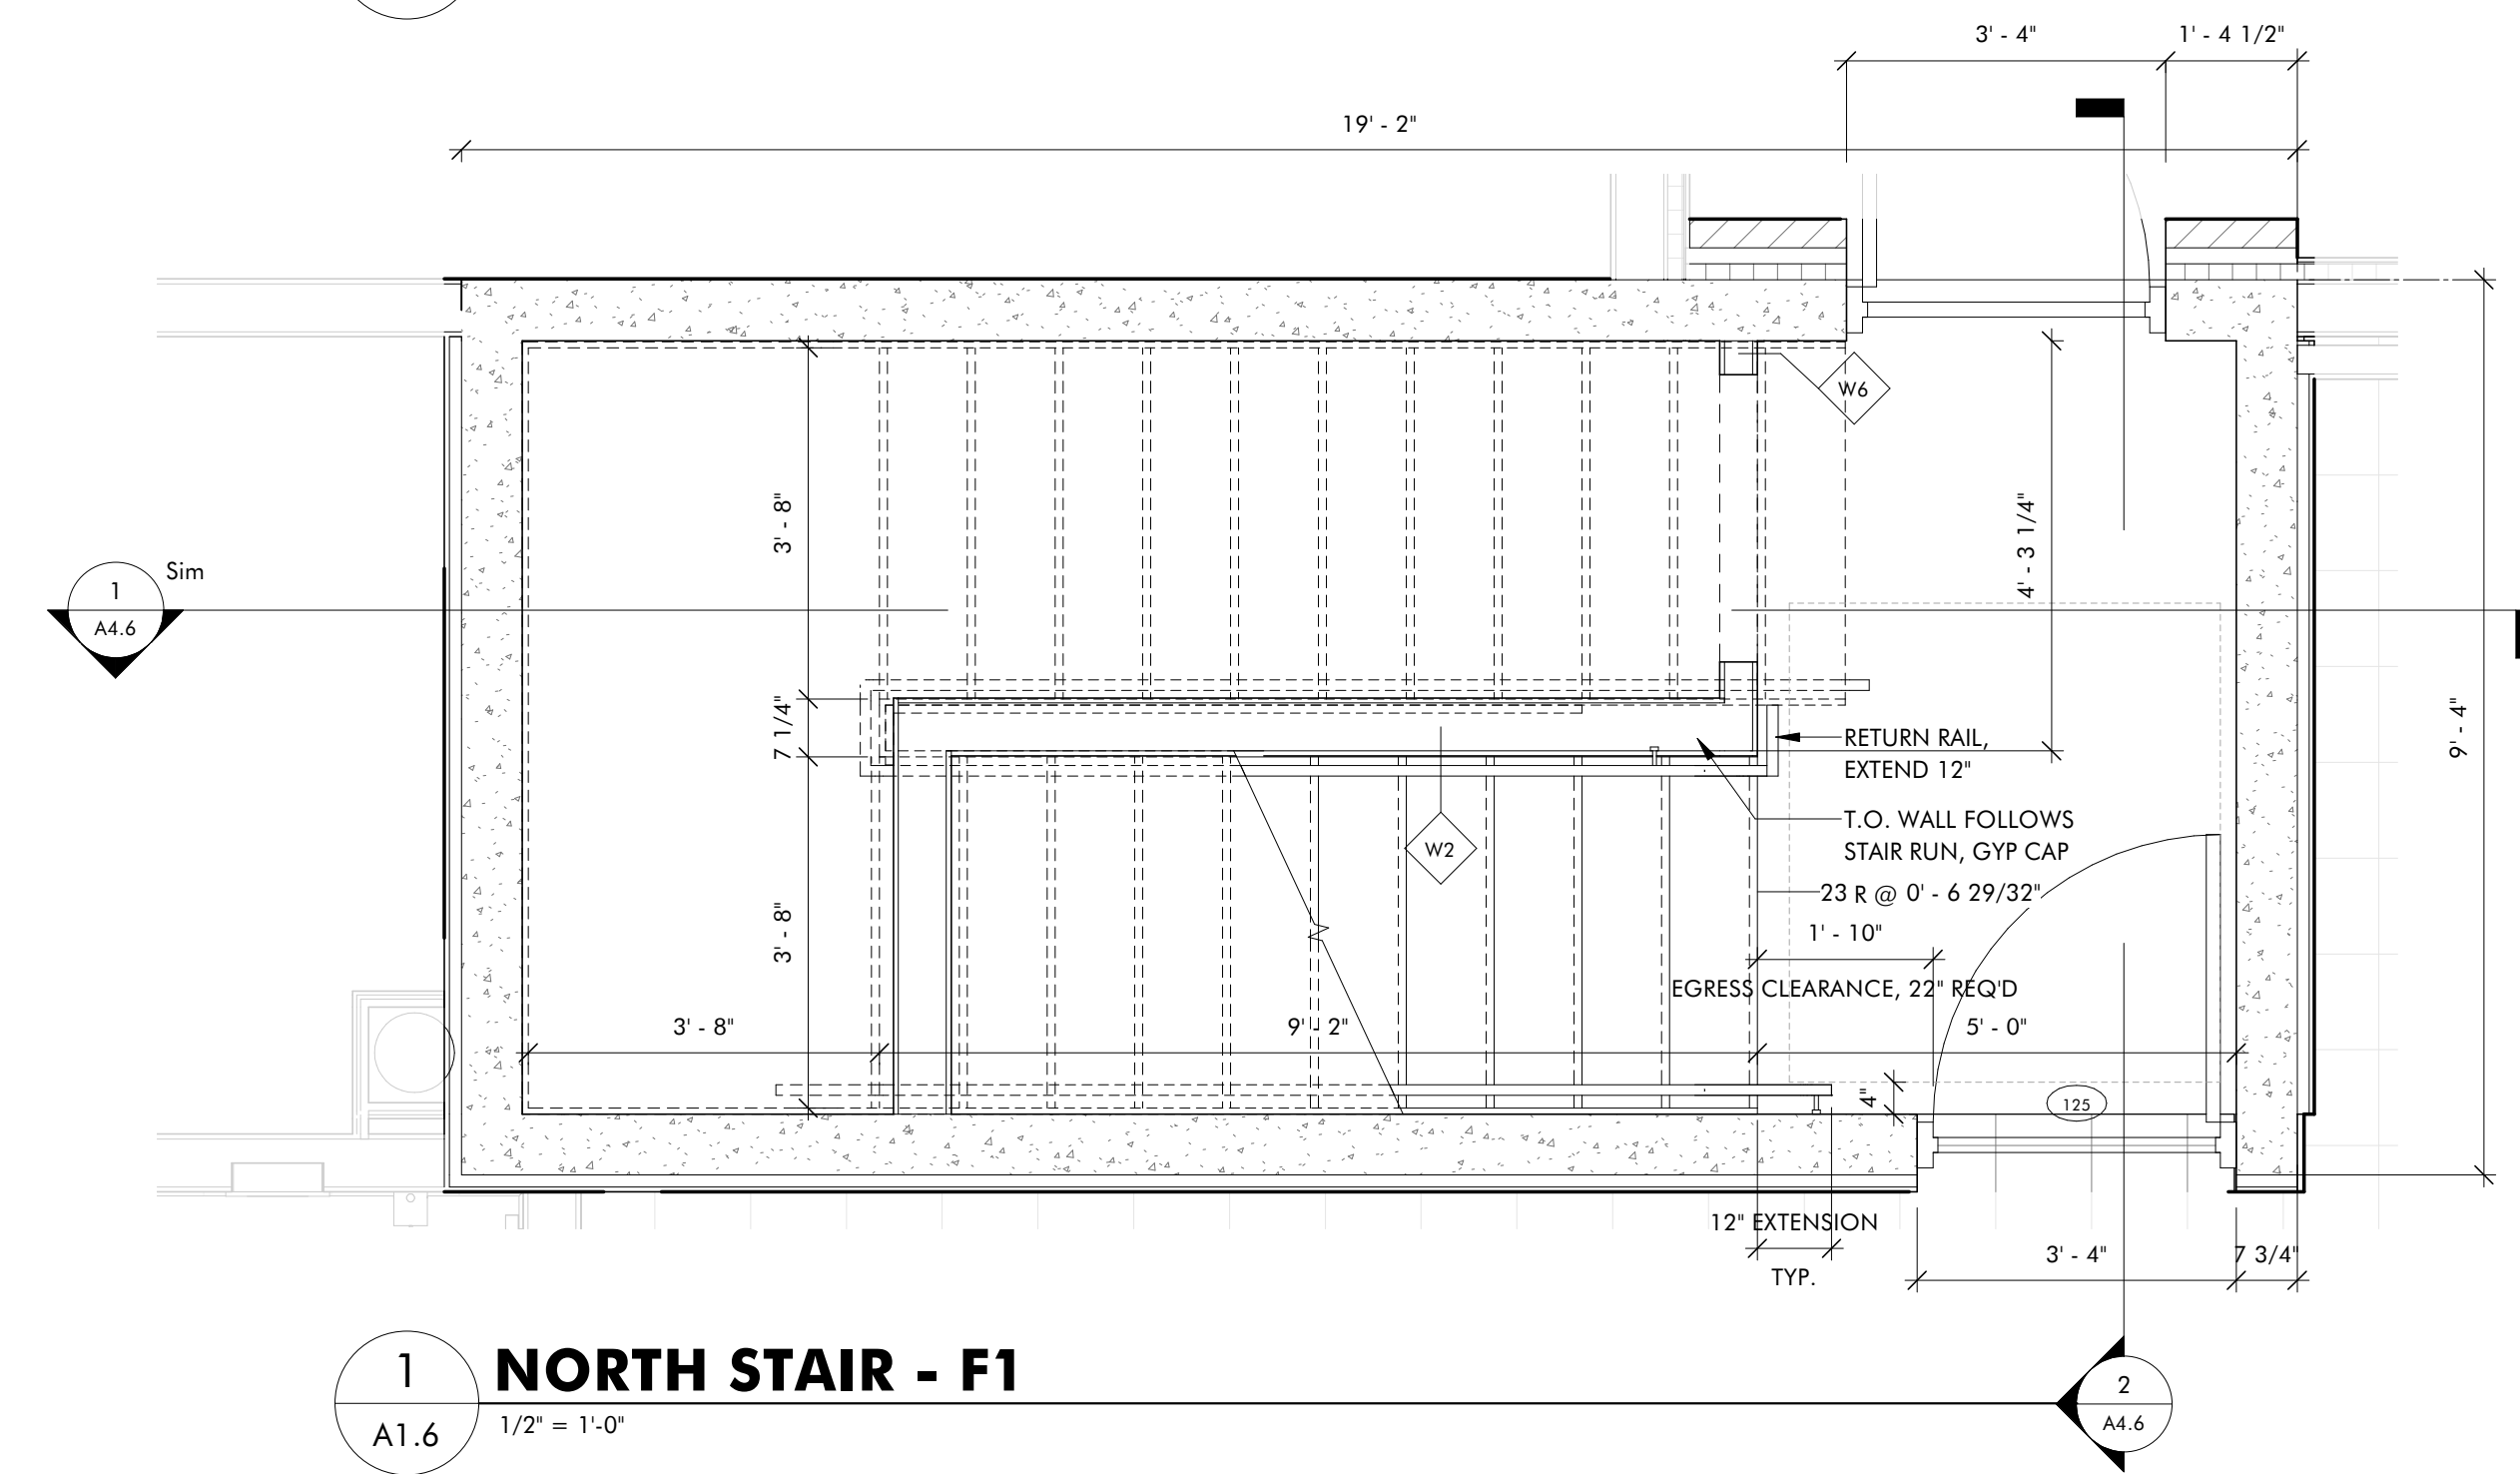 3' - 4"
1' - 4 1/2"
19' - 2"
W6
3' - 8"
4' - 3 1/4"
1
A4.6
Sim
7 1/4"
RETURN RAIL,
EXTEND 12"
9' - 4"
T.O. WALL FOLLOWS
STAIR RUN, GYP CAP
W2
23 R @ 0' - 6 29/32"
3' - 8"
1' - 10"
EGRESS CLEARANCE, 22" REQ'D
3' - 8"
9' - 2"
5' - 0"
4"
125
12" EXTENSION
TYP.
3' - 4"
7 3/4"
1
A1.6
NORTH STAIR - F1
1/2" = 1'-0"
2
A4.6